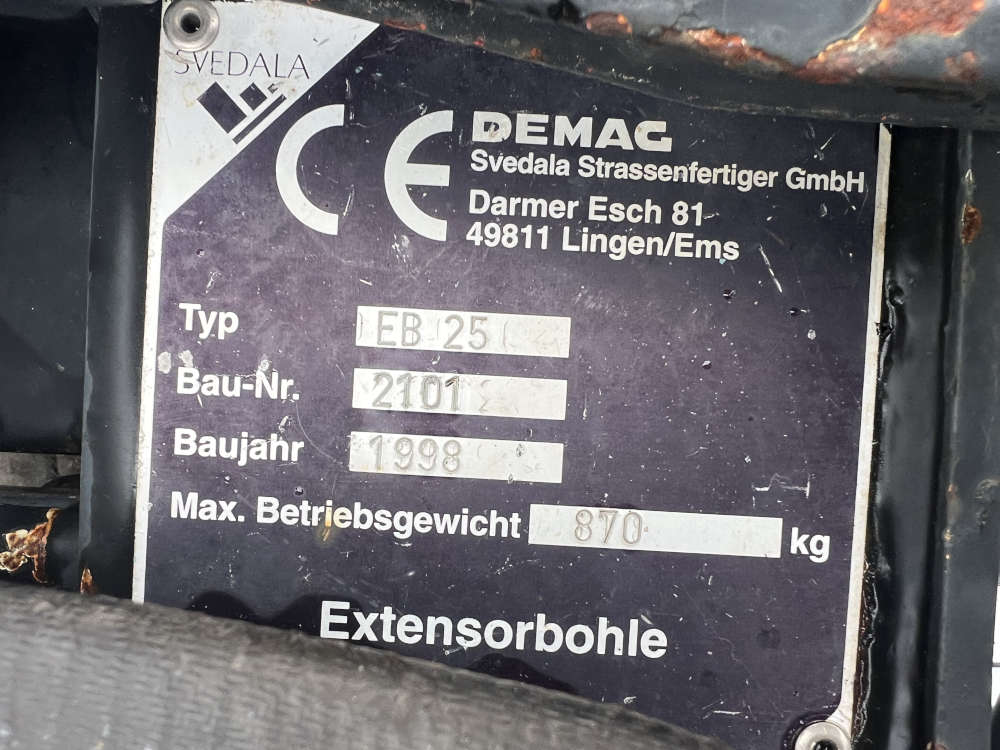 SVEDALA
CE
DEMAG
Svedala Strassenfertiger GmbH
Darmer Esch 81
49811 Lingen/Ems
Typ EB 25
Bau-Nr. 2101
Baujahr 1998
Max. Betriebsgewicht 870 kg
Extensorbohle